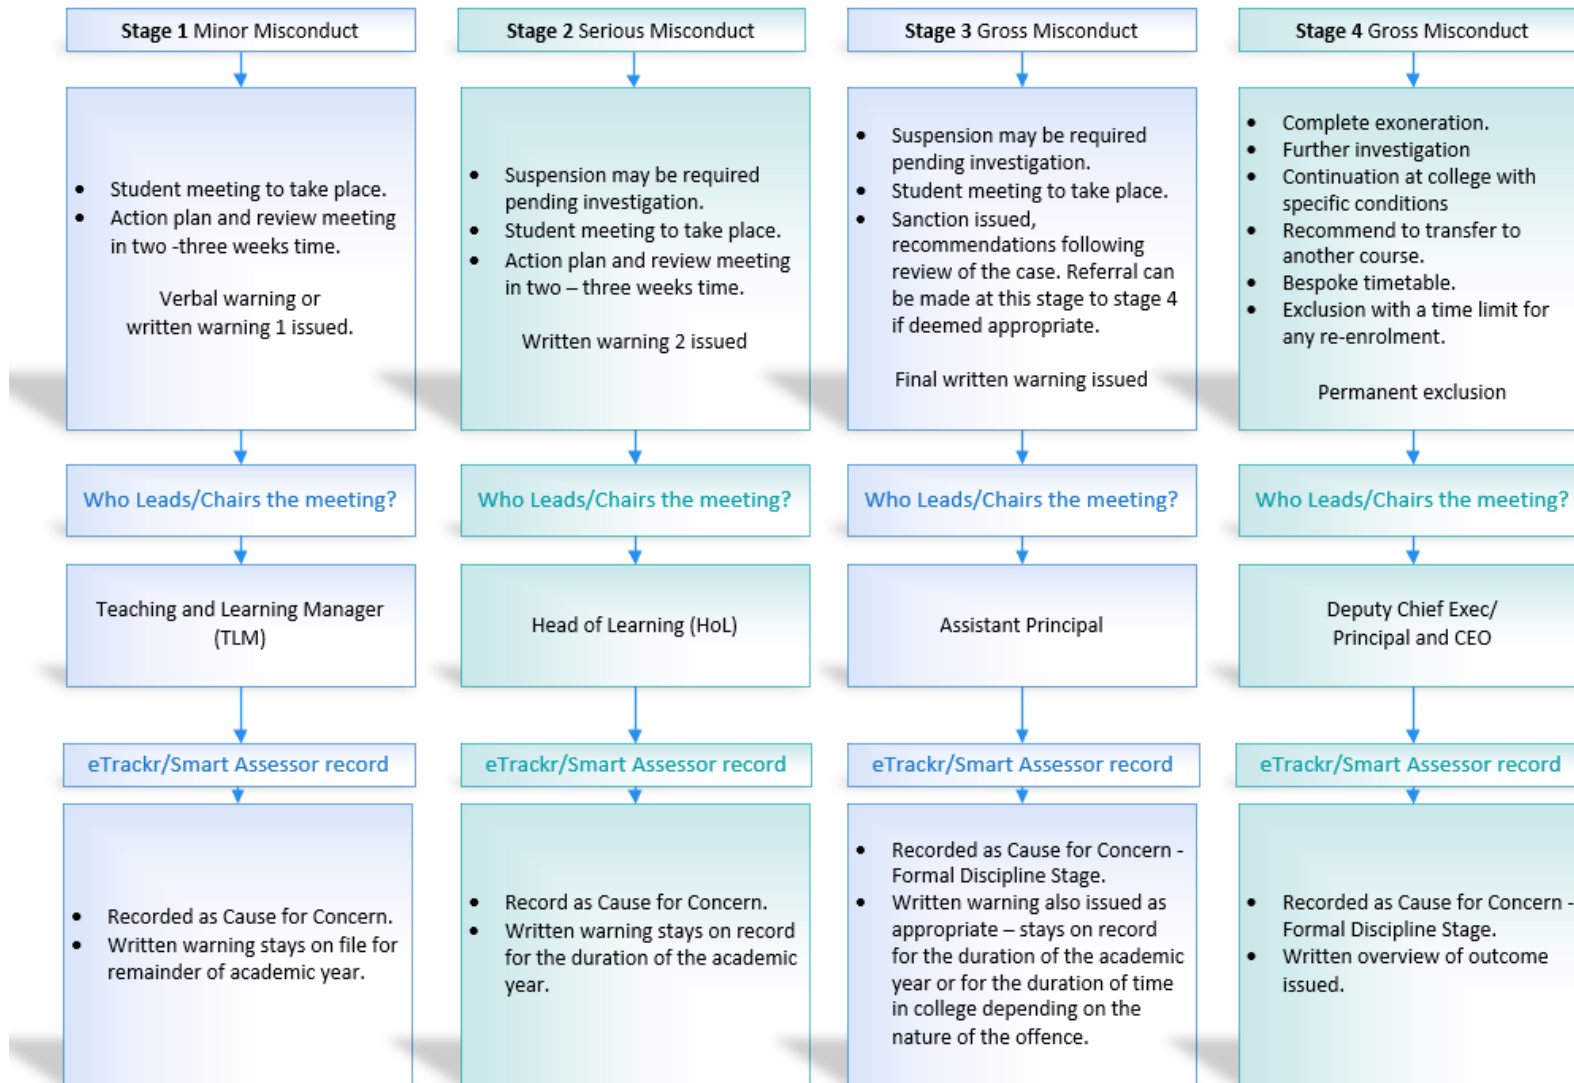 Stage 1 Minor Misconduct
• Student meeting to take place.
• Action plan and review meeting
in two -three weeks time.
Verbal warning or
written warning 1 issued.
Who Leads/Chairs the meeting?
Teaching and Learning Manager
(TLM)
eTrackr/Smart Assessor record
• Recorded as Cause for Concern.
• Written warning stays on file for
remainder of academic year.
Stage 2 Serious Misconduct
• Suspension may be required
pending investigation.
• Student meeting to take place.
• Action plan and review meeting
in two – three weeks time.
Written warning 2 issued
Who Leads/Chairs the meeting?
Head of Learning (HoL)
eTrackr/Smart Assessor record
• Record as Cause for Concern.
• Written warning stays on record
for the duration of the academic
year.
Stage 3 Gross Misconduct
• Suspension may be required
pending investigation.
• Student meeting to take place.
• Sanction issued,
recommendations following
review of the case. Referral can
be made at this stage to stage 4
if deemed appropriate.
Final written warning issued
Who Leads/Chairs the meeting?
Assistant Principal
eTrackr/Smart Assessor record
• Recorded as Cause for Concern -
Formal Discipline Stage.
• Written warning also issued as
appropriate – stays on record
for the duration of the academic
year or for the duration of time
in college depending on the
nature of the offence.
Stage 4 Gross Misconduct
• Complete exoneration.
• Further investigation
• Continuation at college with
specific conditions
• Recommend to transfer to
another course.
• Bespoke timetable.
• Exclusion with a time limit for
any re-enrolment.
Permanent exclusion
Who Leads/Chairs the meeting?
Deputy Chief Exec/
Principal and CEO
eTrackr/Smart Assessor record
• Recorded as Cause for Concern -
Formal Discipline Stage.
• Written overview of outcome
issued.